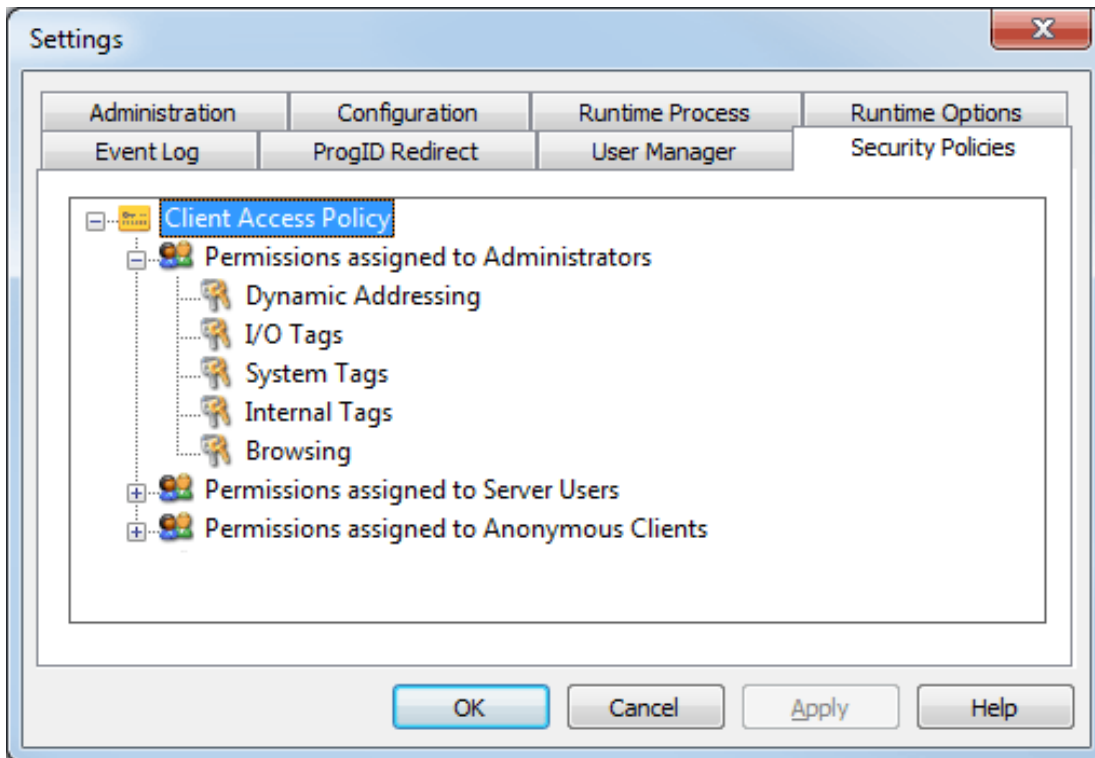 Settings
Administration Configuration Runtime Process Runtime Options
Event Log ProgID Redirect User Manager Security Policies
Client Access Policy
Permissions assigned to Administrators
Dynamic Addressing
I/O Tags
System Tags
Internal Tags
Browsing
Permissions assigned to Server Users
Permissions assigned to Anonymous Clients
OK Cancel Apply Help